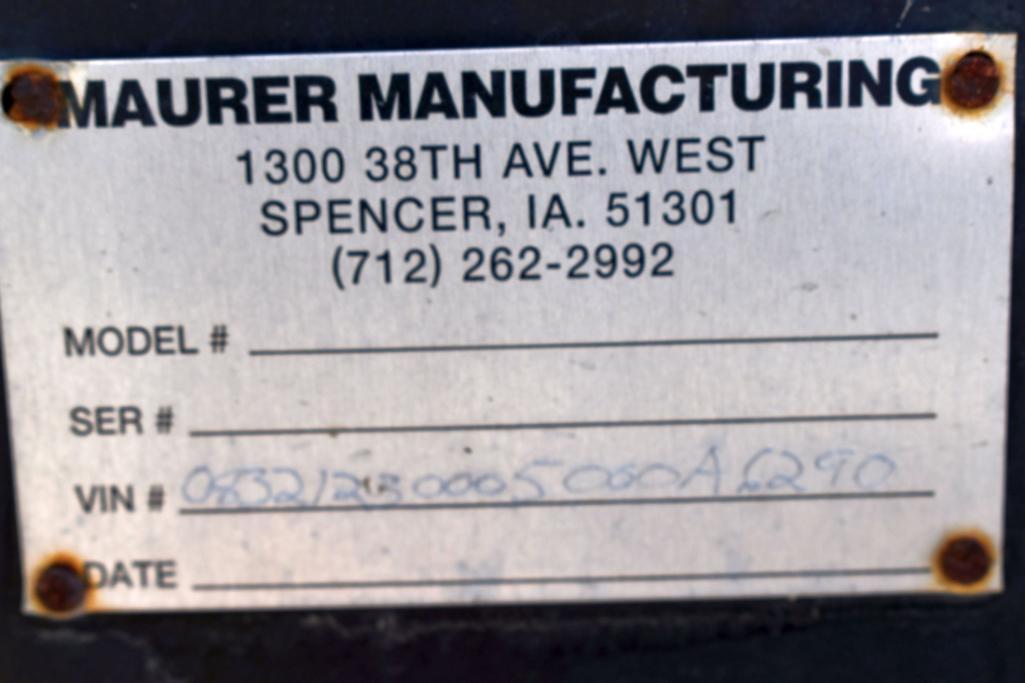 MAURER MANUFACTURING
1300 38TH AVE. WEST
SPENCER, IA. 51301
(712) 262-2992
MODEL #
SER #
VIN #
DATE